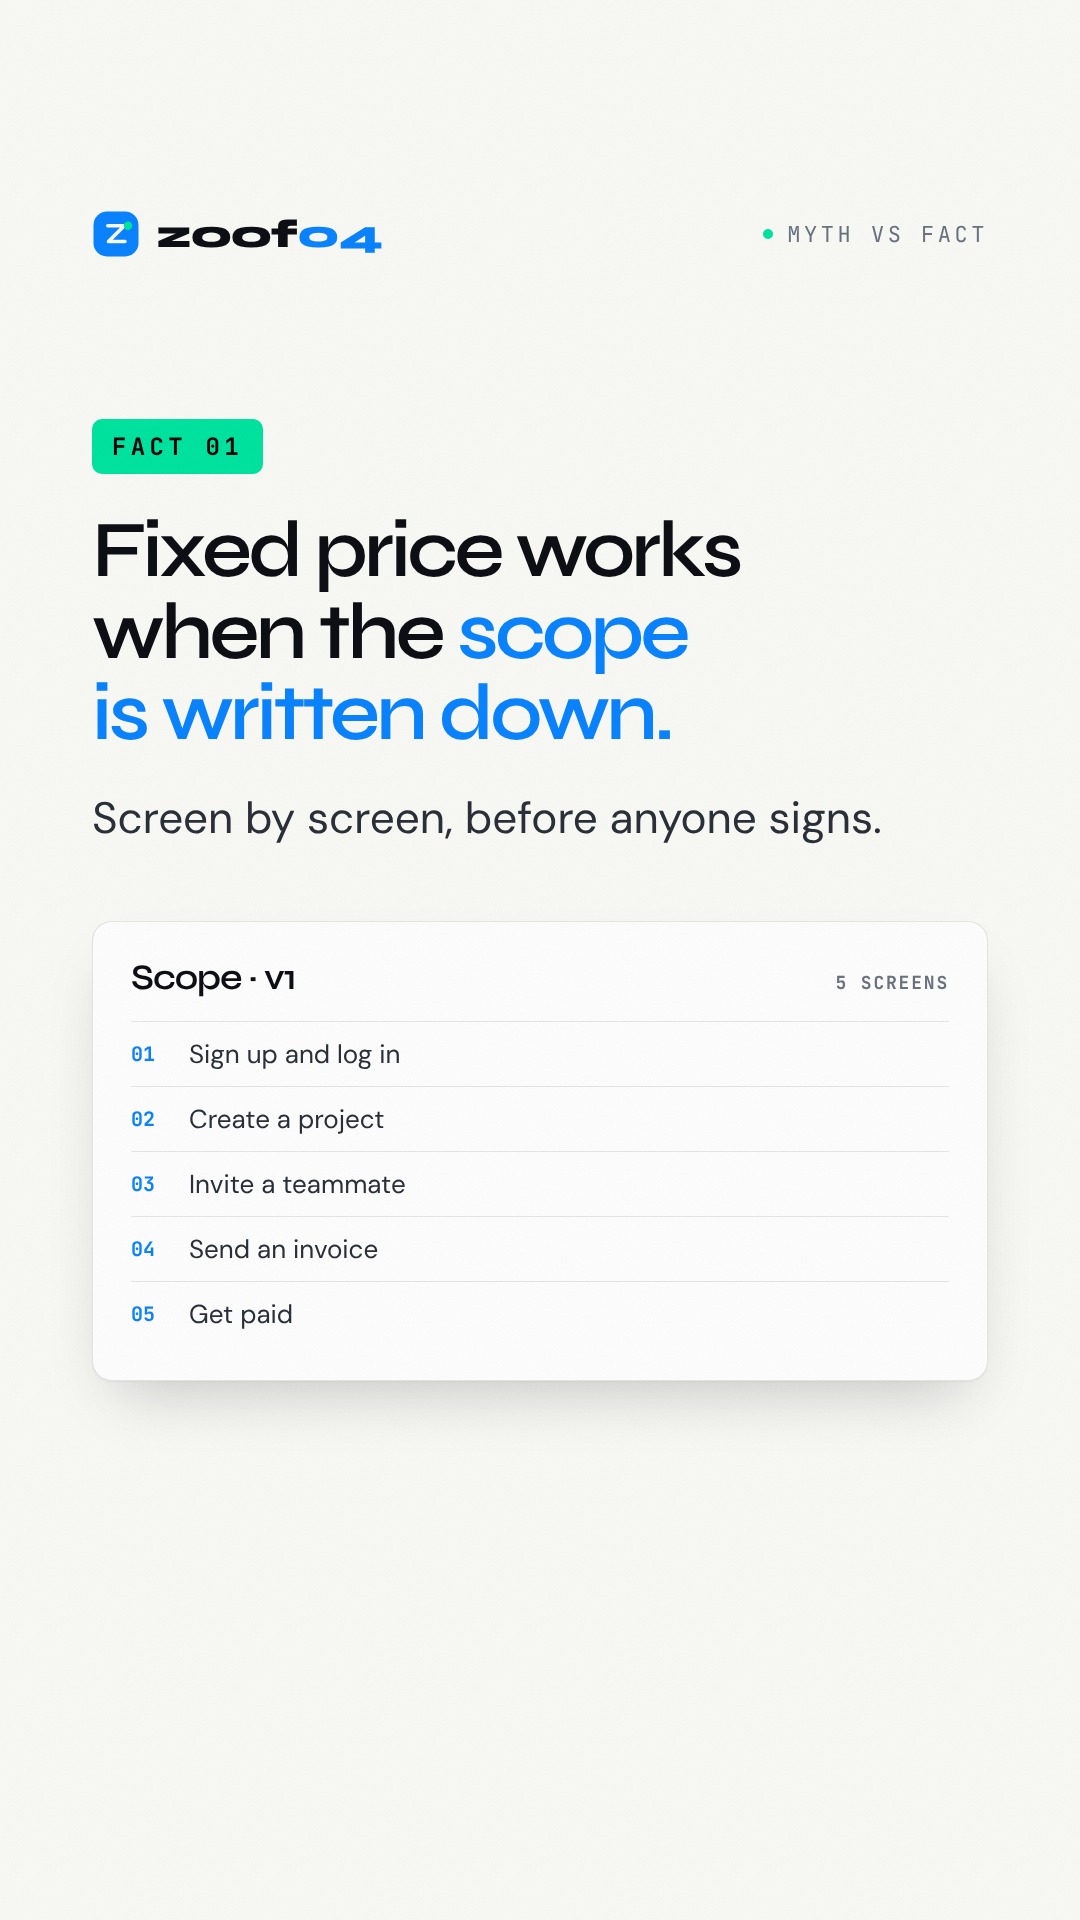 zoof04
MYTH VS FACT
FACT 01
Fixed price works
when the scope
is written down.
Screen by screen, before anyone signs.
Scope · v1
5 SCREENS
01 Sign up and log in
02 Create a project
03 Invite a teammate
04 Send an invoice
05 Get paid